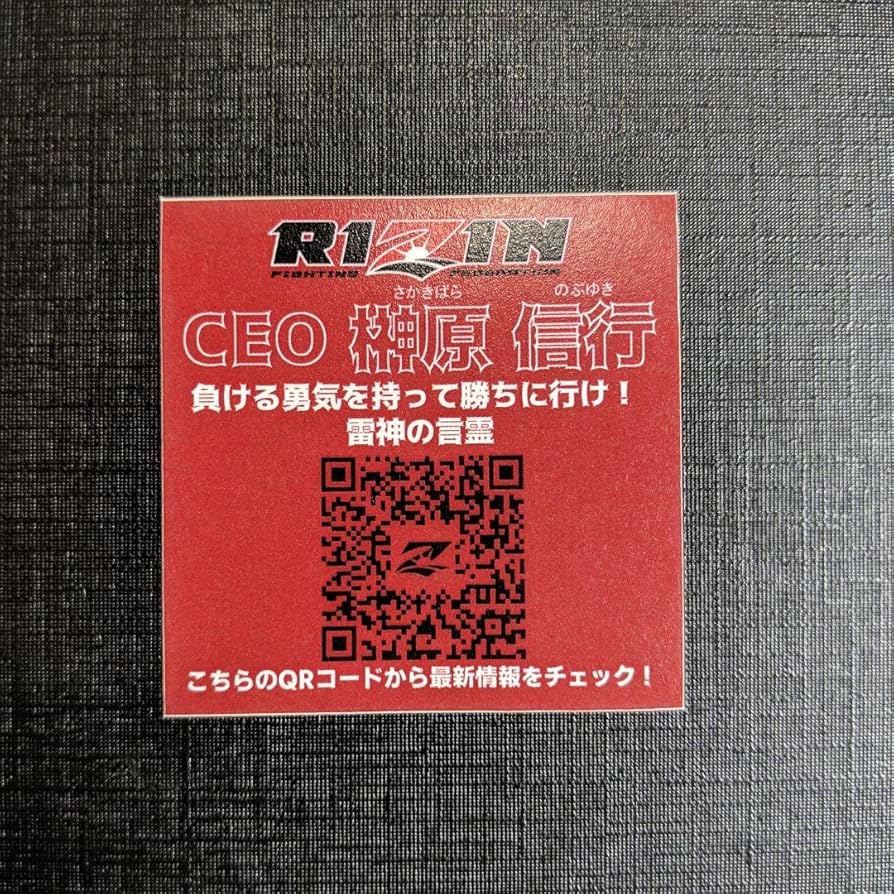 RIZIN
FIGHTING FEDERATION
さかきばら のぶゆき
CEO 榊原 信行
負ける勇気を持って勝ちに行け！
雷神の言霊
こちらのQRコードから最新情報をチェック！